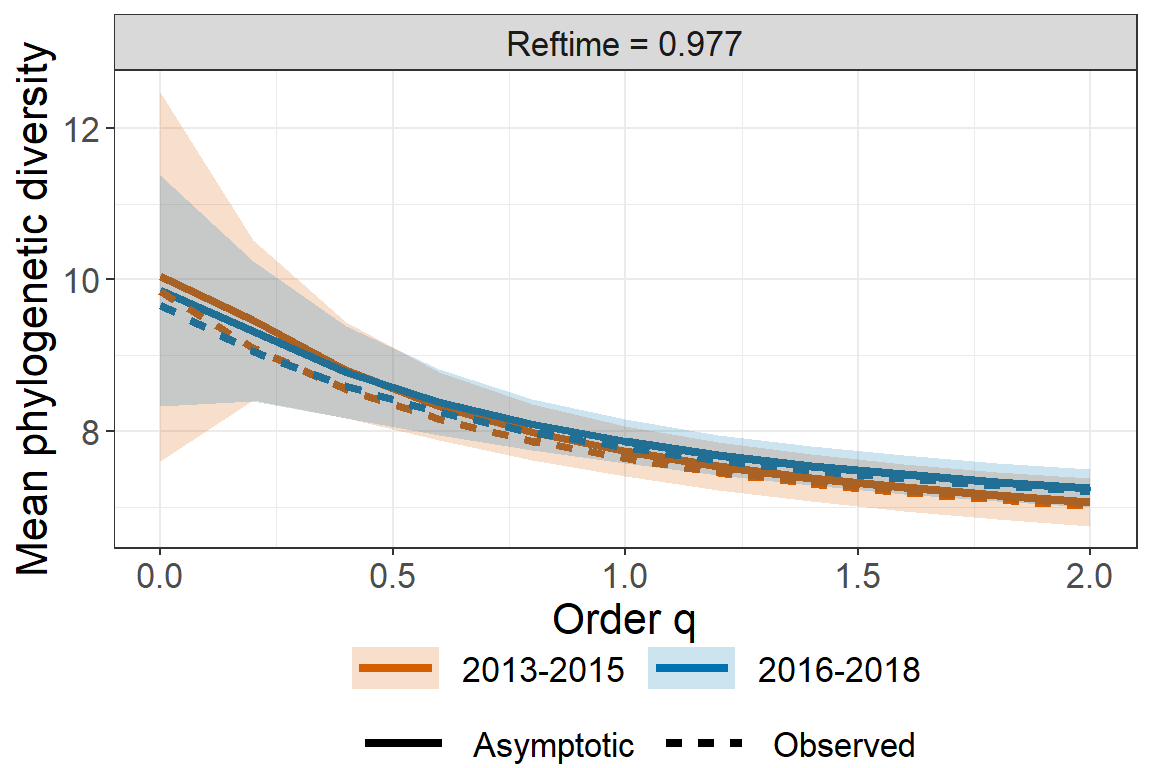 Reftime = 0.977
Mean phylogenetic diversity
12
10
8
0.0 0.5 1.0 1.5 2.0
Order q
2013-2015 2016-2018
Asymptotic Observed